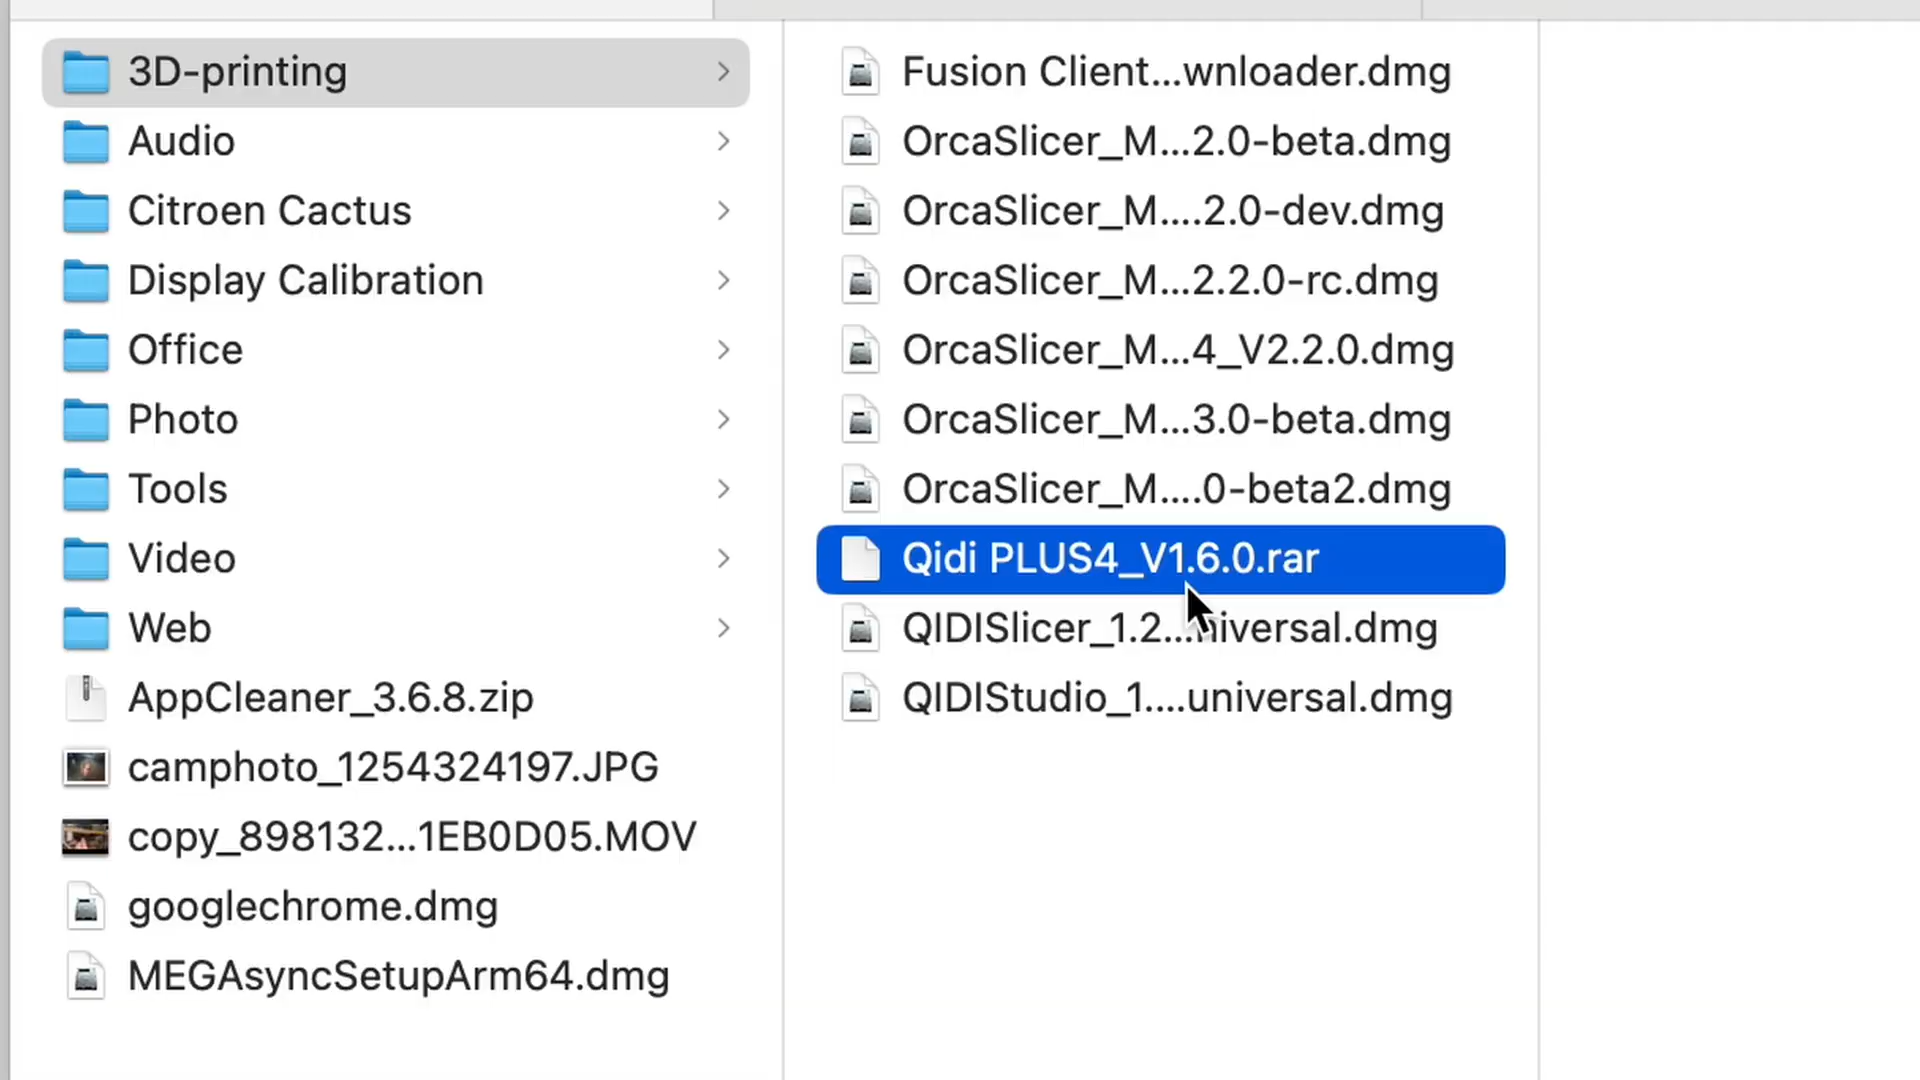 3D-printing
Audio
Citroen Cactus
Display Calibration
Office
Photo
Tools
Video
Web
AppCleaner_3.6.8.zip
camphoto_1254324197.JPG
copy_898132...1EB0D05.MOV
googlechrome.dmg
MEGAsyncSetupArm64.dmg
Fusion Client...wnloader.dmg
OrcaSlicer_M...2.0-beta.dmg
OrcaSlicer_M....2.0-dev.dmg
OrcaSlicer_M...2.2.0-rc.dmg
OrcaSlicer_M...4_V2.2.0.dmg
OrcaSlicer_M...3.0-beta.dmg
OrcaSlicer_M....0-beta2.dmg
Qidi PLUS4_V1.6.0.rar
QIDISlicer_1.2...niversal.dmg
QIDIStudio_1....universal.dmg